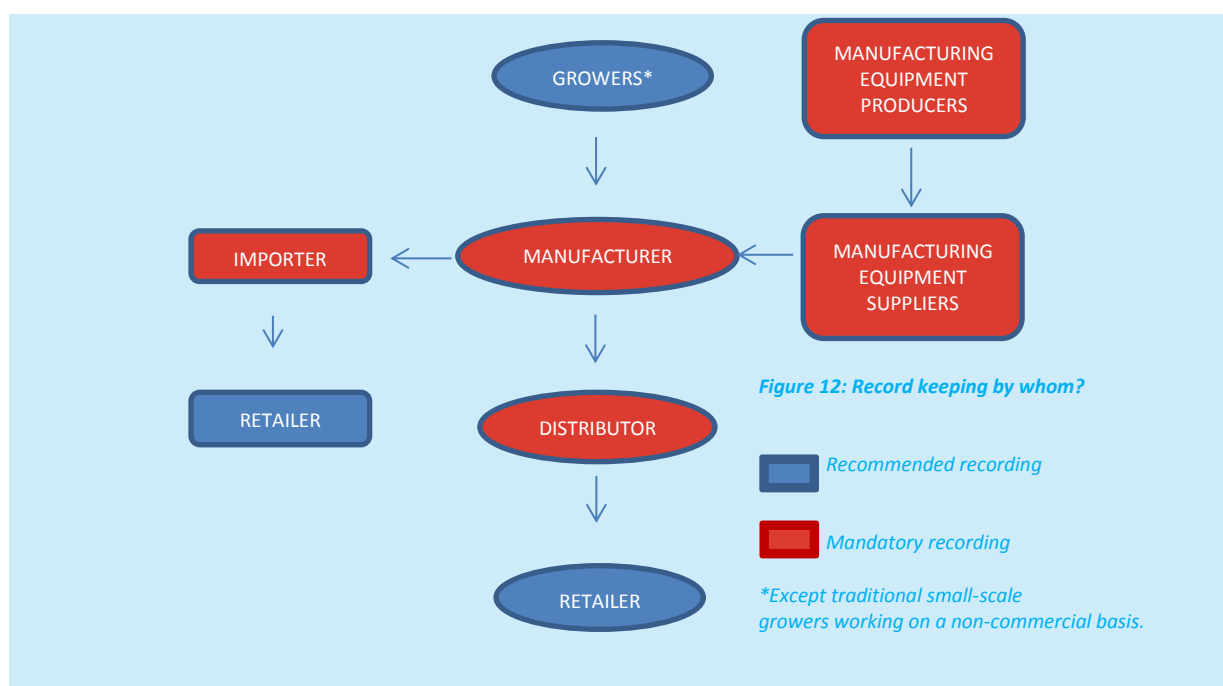 GROWERS*
MANUFACTURING
EQUIPMENT
PRODUCERS
IMPORTER
MANUFACTURER
MANUFACTURING
EQUIPMENT
SUPPLIERS
RETAILER
DISTRIBUTOR
RETAILER
Figure 12: Record keeping by whom?
Recommended recording
Mandatory recording
*Except traditional small-scale
growers working on a non-commercial basis.